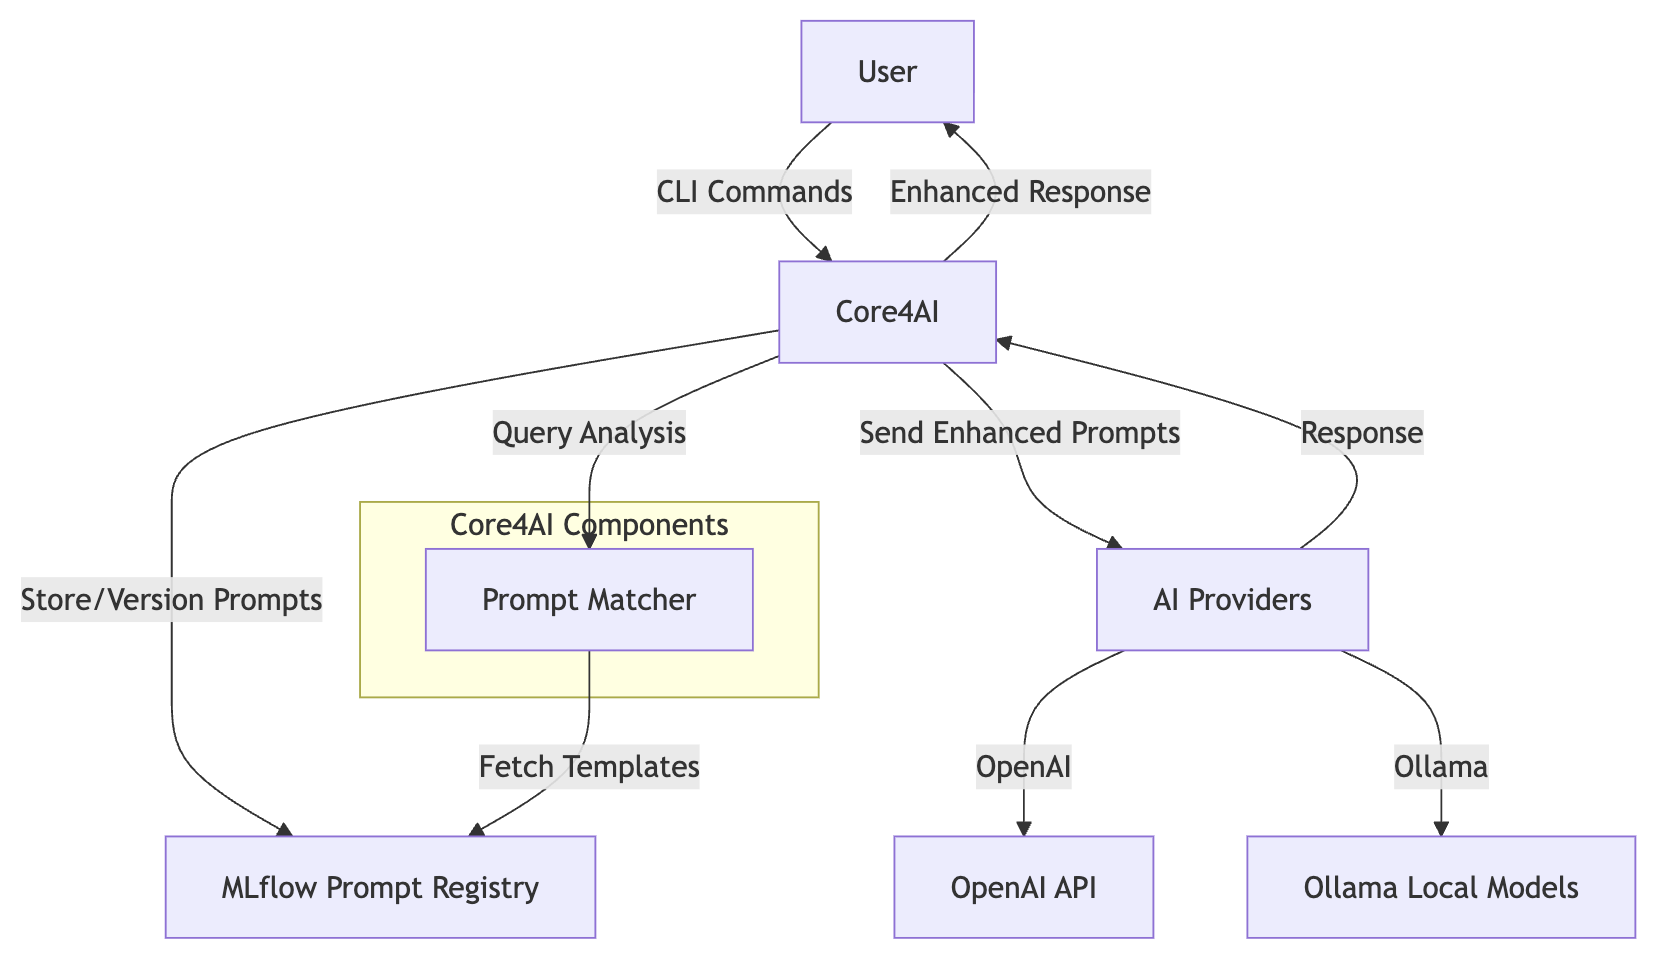 User
CLI Commands
Enhanced Response
Core4AI
Query Analysis
Send Enhanced Prompts
Response
Core4AI Components
Store/Version Prompts
Prompt Matcher
AI Providers
Fetch Templates
OpenAI
Ollama
MLflow Prompt Registry
OpenAI API
Ollama Local Models